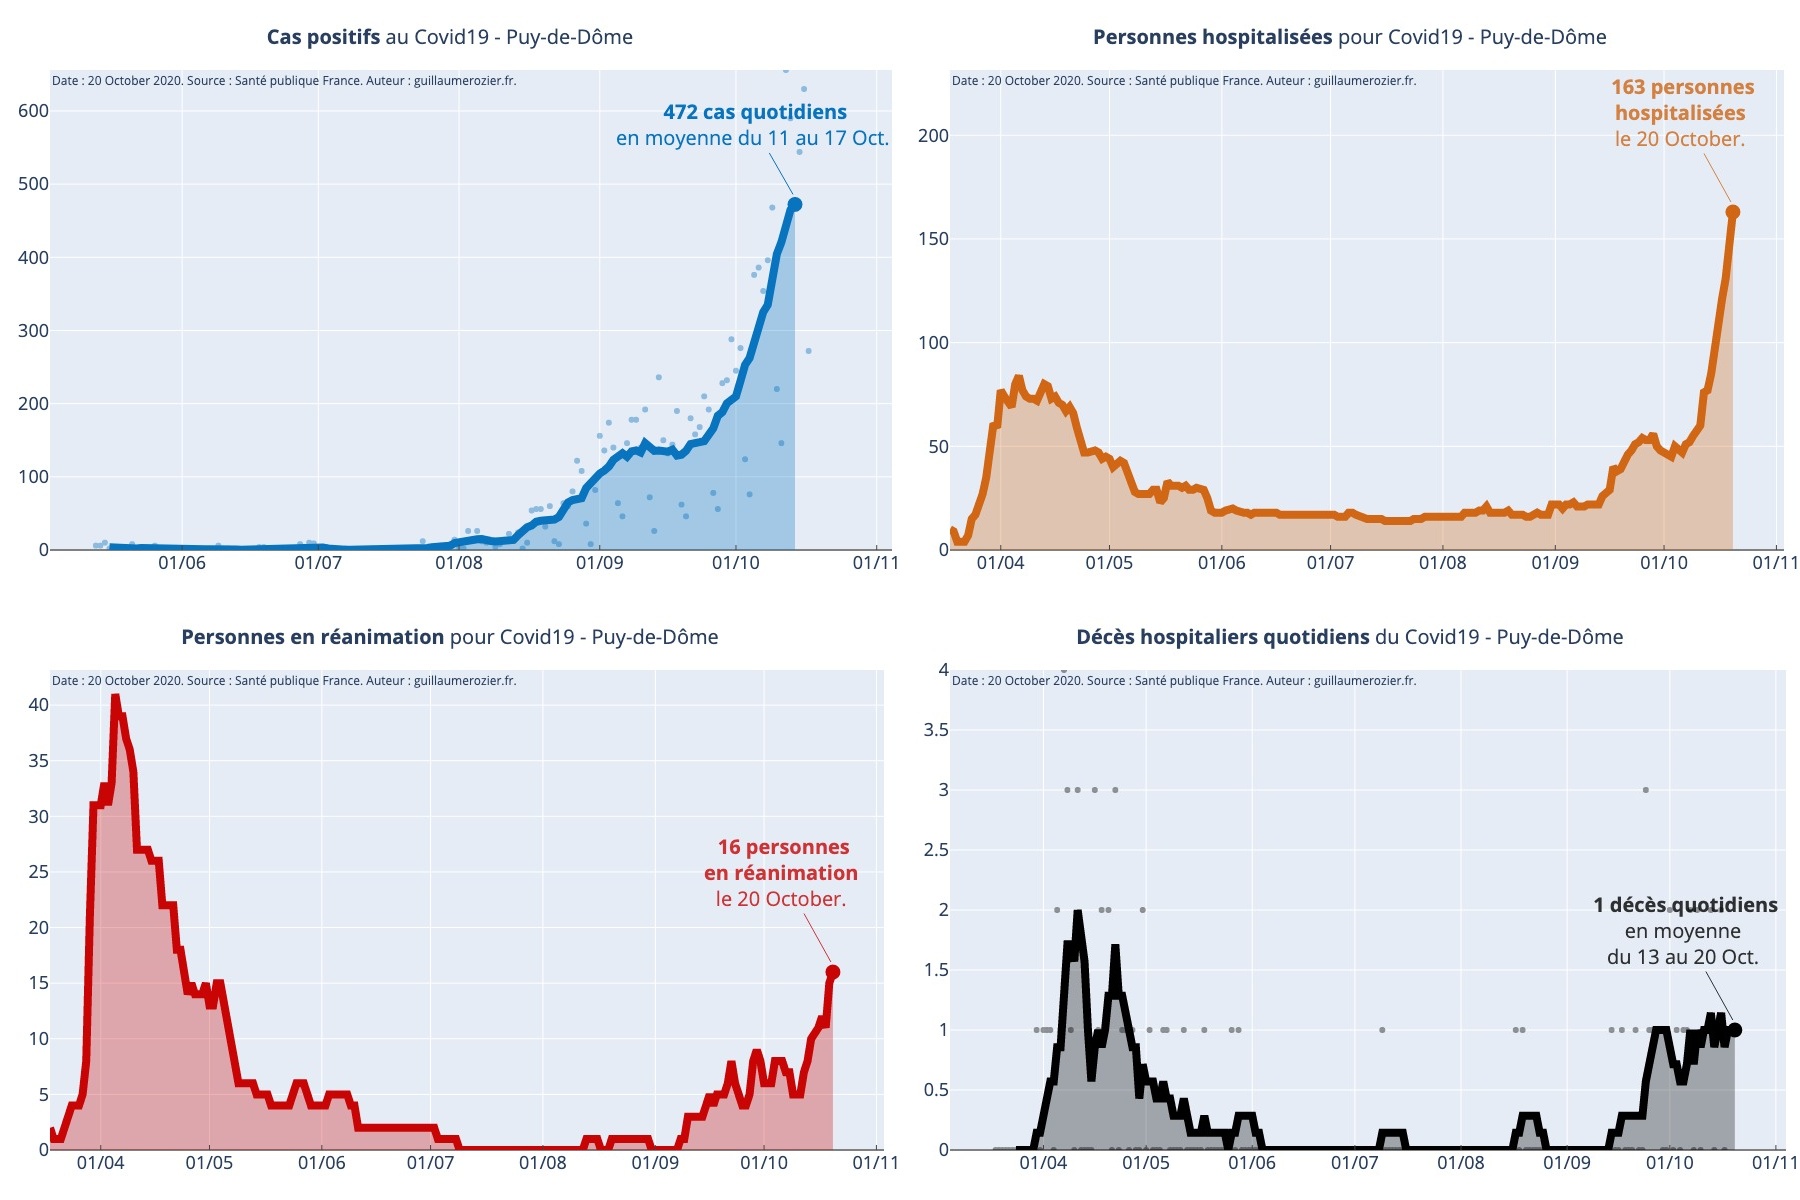 Cas positifs au Covid19 - Puy-de-Dôme
Date : 20 October 2020. Source : Santé publique France. Auteur : guillaumerozier.fr.
472 cas quotidiens
en moyenne du 11 au 17 Oct.
600
500
400
300
200
100
0
01/06 01/07 01/08 01/09 01/10 01/11
Personnes hospitalisées pour Covid19 - Puy-de-Dôme
Date : 20 October 2020. Source : Santé publique France. Auteur : guillaumerozier.fr.
163 personnes
hospitalisées
le 20 October.
200
150
100
50
0
01/04 01/05 01/06 01/07 01/08 01/09 01/10 01/11
Personnes en réanimation pour Covid19 - Puy-de-Dôme
Date : 20 October 2020. Source : Santé publique France. Auteur : guillaumerozier.fr.
16 personnes
en réanimation
le 20 October.
40
35
30
25
20
15
10
5
0
01/04 01/05 01/06 01/07 01/08 01/09 01/10 01/11
Décès hospitaliers quotidiens du Covid19 - Puy-de-Dôme
Date : 20 October 2020. Source : Santé publique France. Auteur : guillaumerozier.fr.
1 décès quotidiens
en moyenne
du 13 au 20 Oct.
4
3.5
3
2.5
2
1.5
1
0.5
0
01/04 01/05 01/06 01/07 01/08 01/09 01/10 01/11